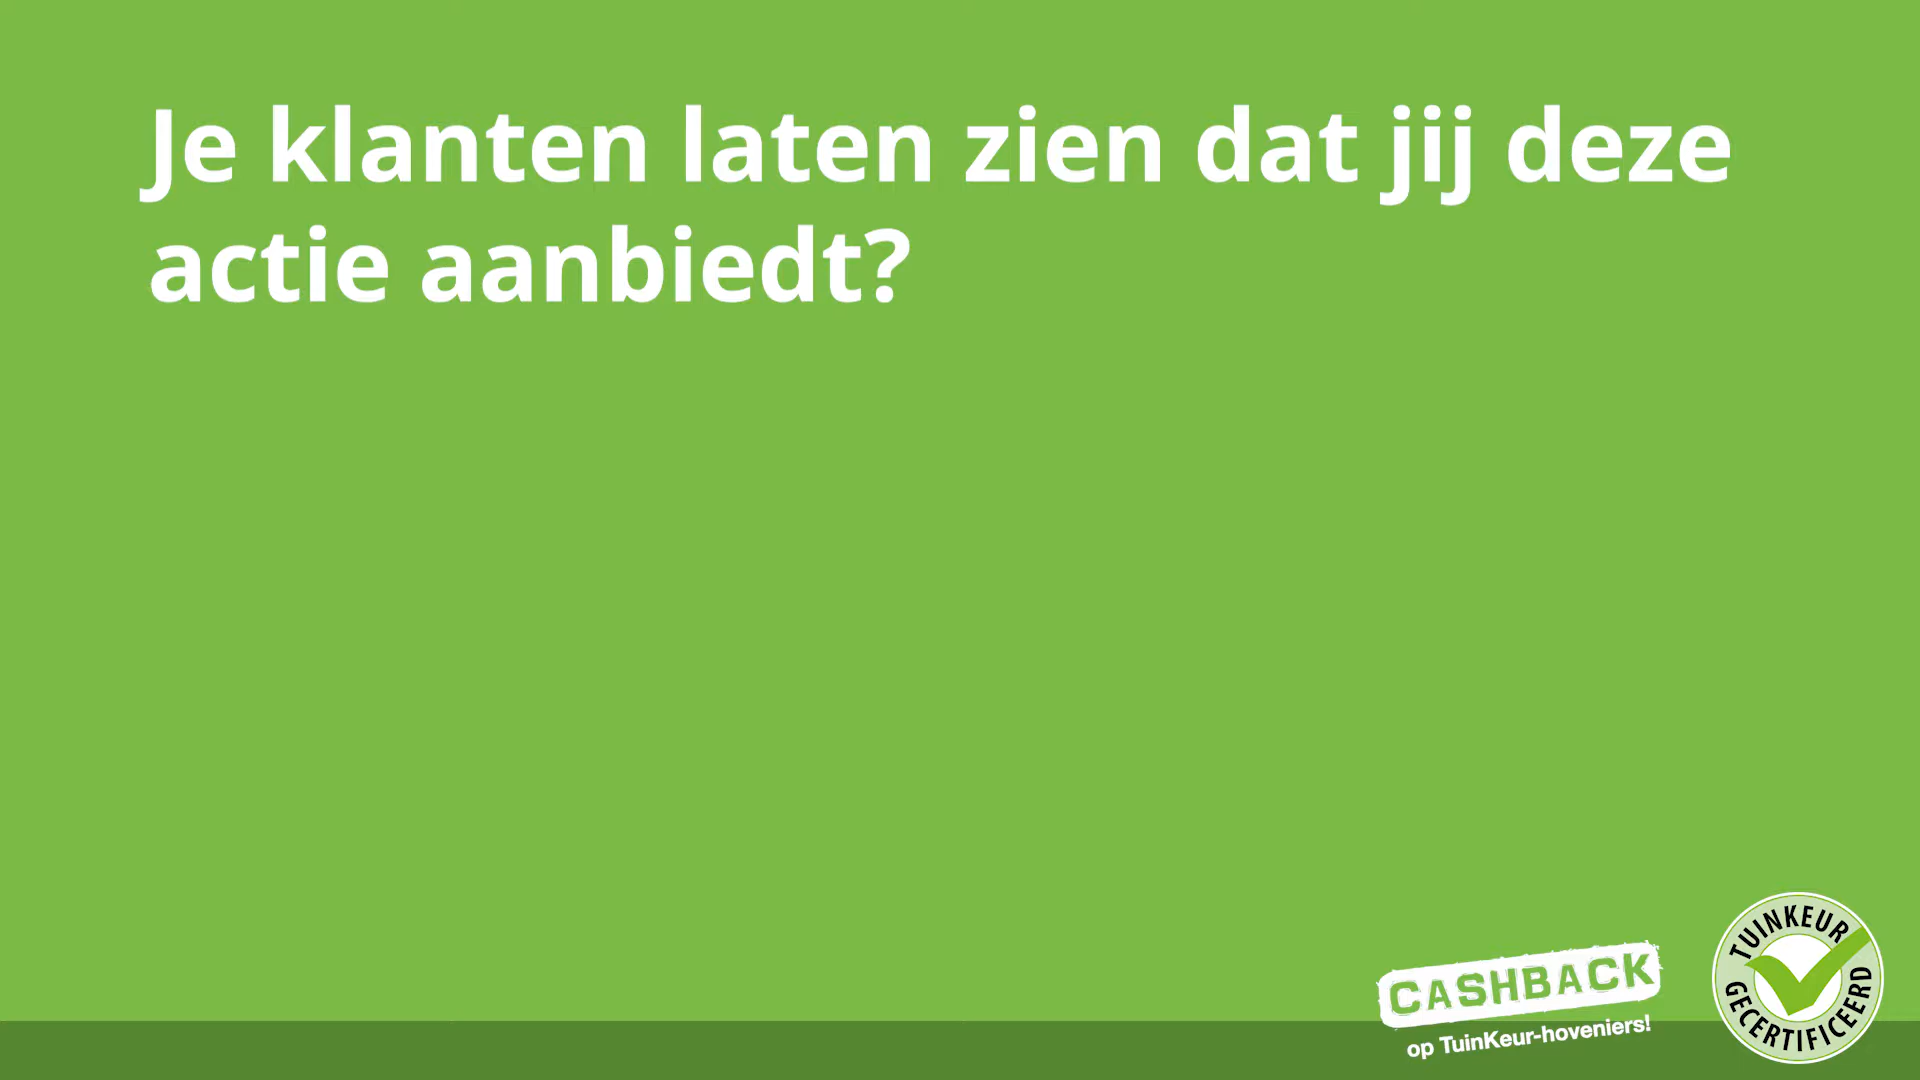 Je klanten laten zien dat jij deze
actie aanbiedt?
CASHBACK
op TuinKeur-hoveniers!
TUINKEUR
GECERTIFICEERD